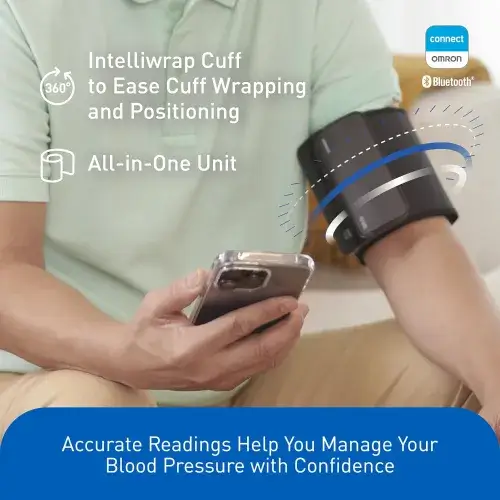 connect
OMRON
Bluetooth®
Intelliwrap Cuff
360°
to Ease Cuff Wrapping
and Positioning
All-in-One Unit
Accurate Readings Help You Manage Your
Blood Pressure with Confidence